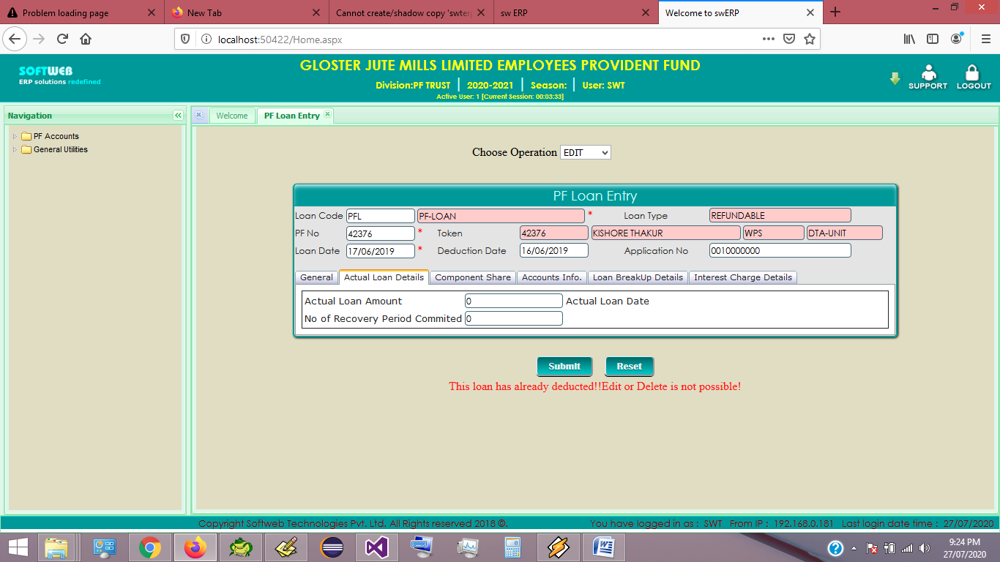 Problem loading page
New Tab
Cannot create/shadow copy 'swter
sw ERP
Welcome to swERP
localhost:50422/Home.aspx
SOFTWEB
ERP solutions redefined
GLOSTER JUTE MILLS LIMITED EMPLOYEES PROVIDENT FUND
Division:PF TRUST 2020-2021 Season: User: SWT
Active User: 1 [Current Session: 00:03:33]
SUPPORT LOGOUT
Navigation
Welcome PF Loan Entry
PF Accounts
General Utilities
Choose Operation EDIT
PF Loan Entry
Loan Code PFL PF-LOAN * Loan Type REFUNDABLE
PF No 42376 * Token 42376 KISHORE THAKUR WPS DTA-UNIT
Loan Date 17/06/2019 * Deduction Date 16/06/2019 Application No 0010000000
General Actual Loan Details Component Share Accounts Info. Loan BreakUp Details Interest Charge Details
Actual Loan Amount 0 Actual Loan Date
No of Recovery Period Commited 0
Submit Reset
This loan has already deducted!!Edit or Delete is not possible!
Copyright Softweb Technologies Pvt. Ltd. All Rights reserved 2018 ©. You have logged in as : SWT From IP : 192.168.0.181 Last login date time : 27/07/2020
9:24 PM
27/07/2020